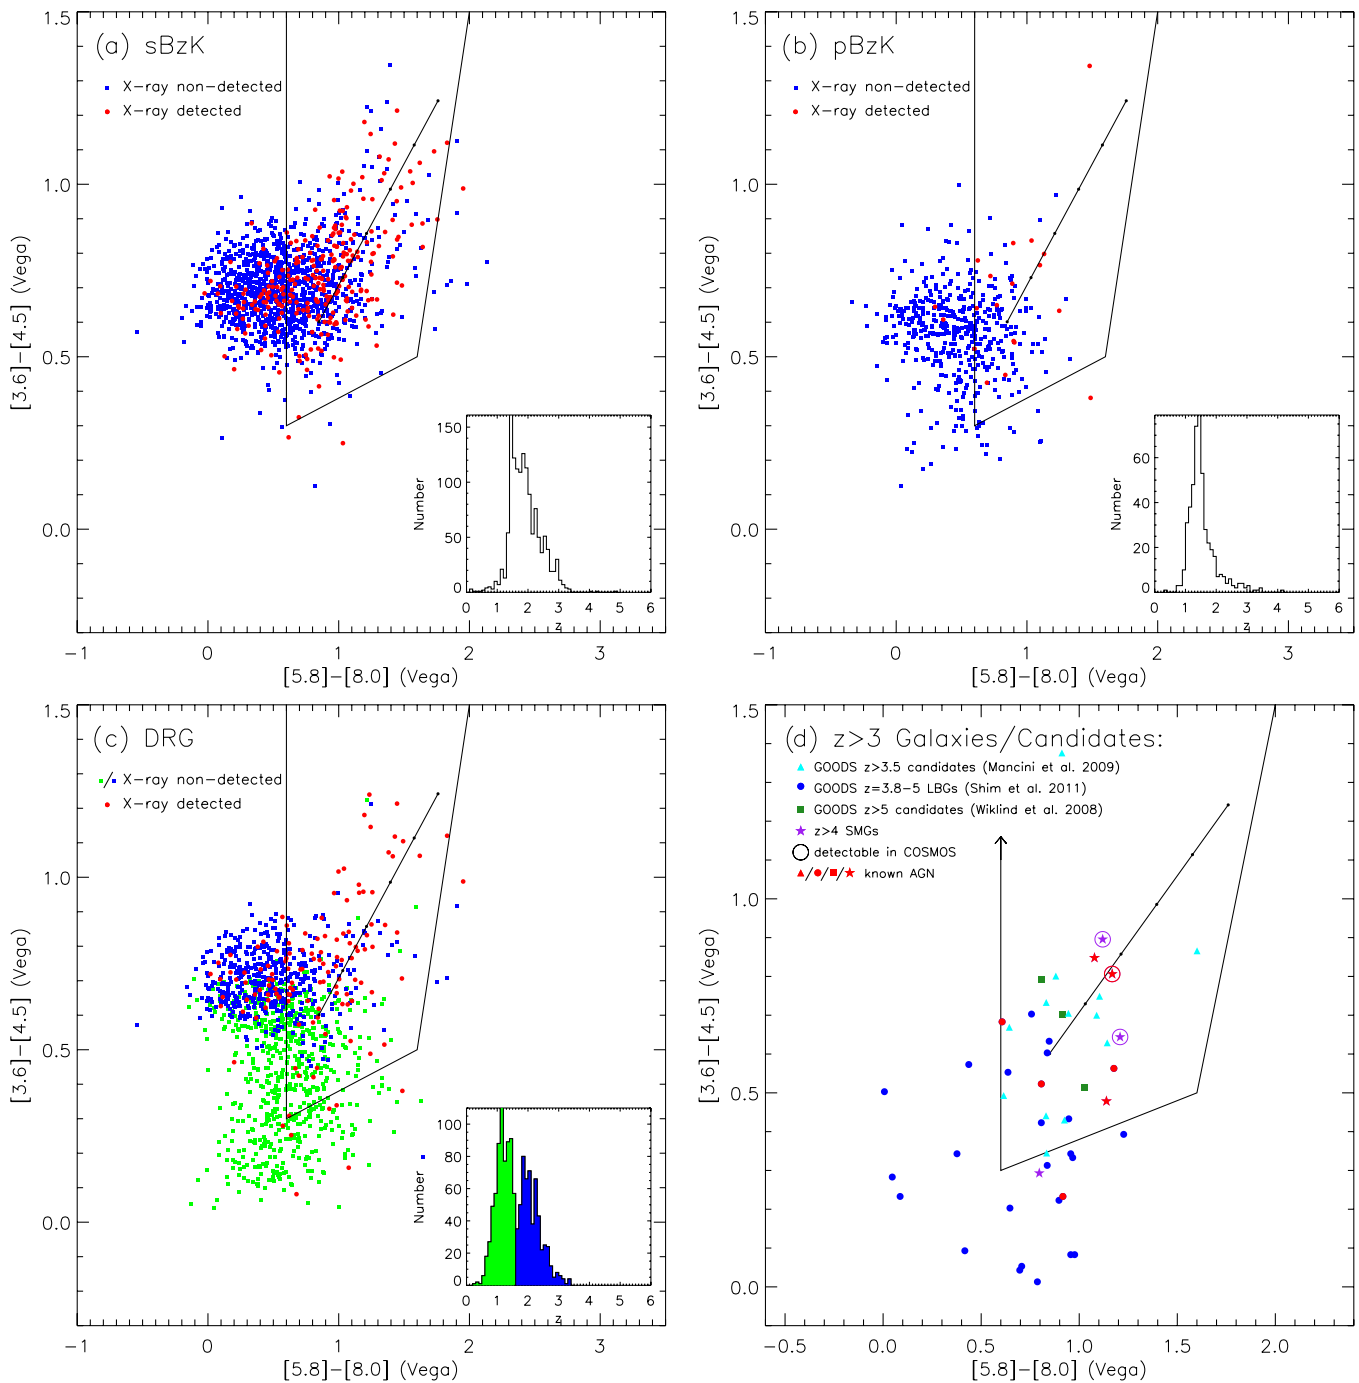 (a) sBzK
X-ray non-detected
X-ray detected
1.5
1.0
0.5
0.0
[3.6]-[4.5] (Vega)
150
100
50
0
Number
0 1 2 3 4 5 6
z
-1 0 1 2 3
[5.8]-[8.0] (Vega)
(b) pBzK
X-ray non-detected
X-ray detected
1.5
1.0
0.5
0.0
[3.6]-[4.5] (Vega)
60
40
20
0
Number
0 1 2 3 4 5 6
z
-1 0 1 2 3
[5.8]-[8.0] (Vega)
(c) DRG
/ X-ray non-detected
X-ray detected
1.5
1.0
0.5
0.0
[3.6]-[4.5] (Vega)
100
80
60
40
20
0
Number
0 1 2 3 4 5 6
z
-1 0 1 2 3
[5.8]-[8.0] (Vega)
(d) z>3 Galaxies/Candidates:
GOODS z>3.5 candidates (Mancini et al. 2009)
GOODS z=3.8-5 LBGs (Shim et al. 2011)
GOODS z>5 candidates (Wiklind et al. 2008)
z>4 SMGs
detectable in COSMOS
/ / / known AGN
1.5
1.0
0.5
0.0
[3.6]-[4.5] (Vega)
-0.5 0.0 0.5 1.0 1.5 2.0
[5.8]-[8.0] (Vega)